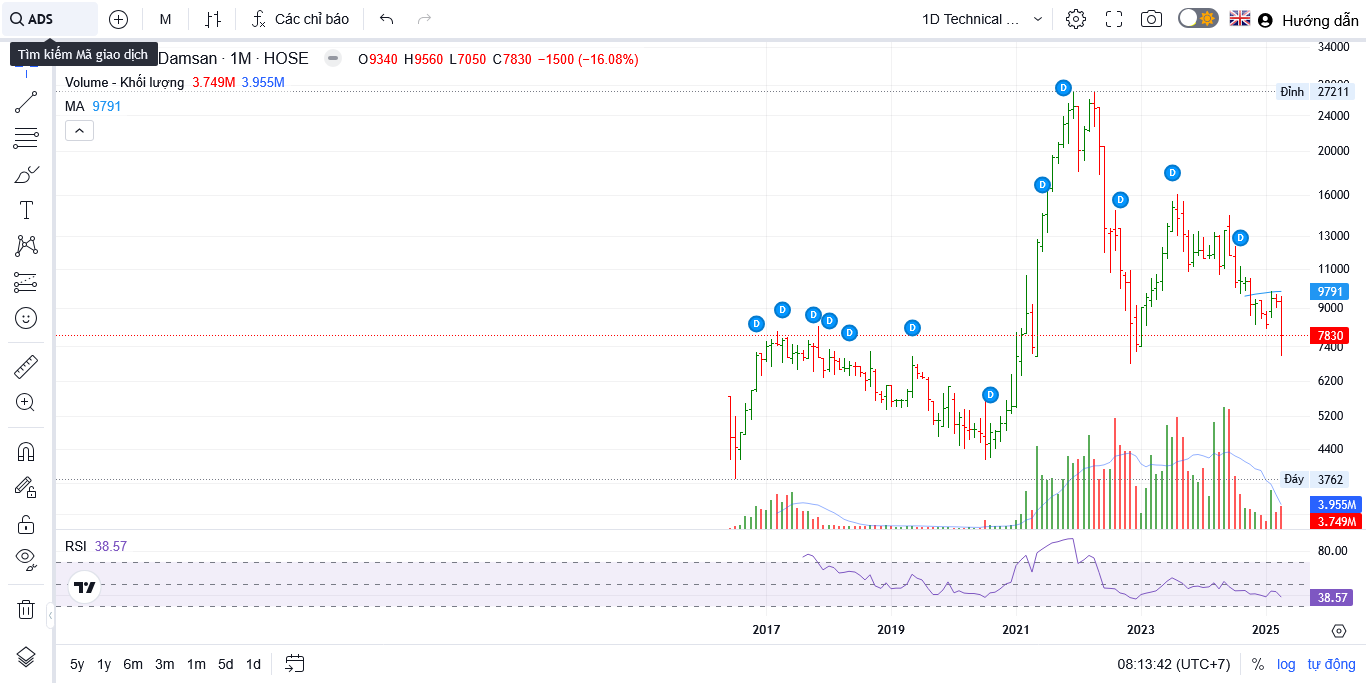 ADS
M
Các chỉ báo
1D Technical ...
Hướng dẫn
Tìm kiếm Mã giao dịch
Damsan · 1M · HOSE
O9340 H9560 L7050 C7830 −1500 (−16.08%)
Volume - Khối lượng 3.749M 3.955M
MA 9791
34000
28000
Đỉnh 27211
24000
20000
16000
13000
11000
9791
9000
7830
7400
6200
5200
4400
Đáy 3762
3.955M
3.749M
D
D
D
D
D
D
D
D
D
D
D
D
RSI 38.57
80.00
38.57
2017
2019
2021
2023
2025
5y 1y 6m 3m 1m 5d 1d
08:13:42 (UTC+7)
% log tự động